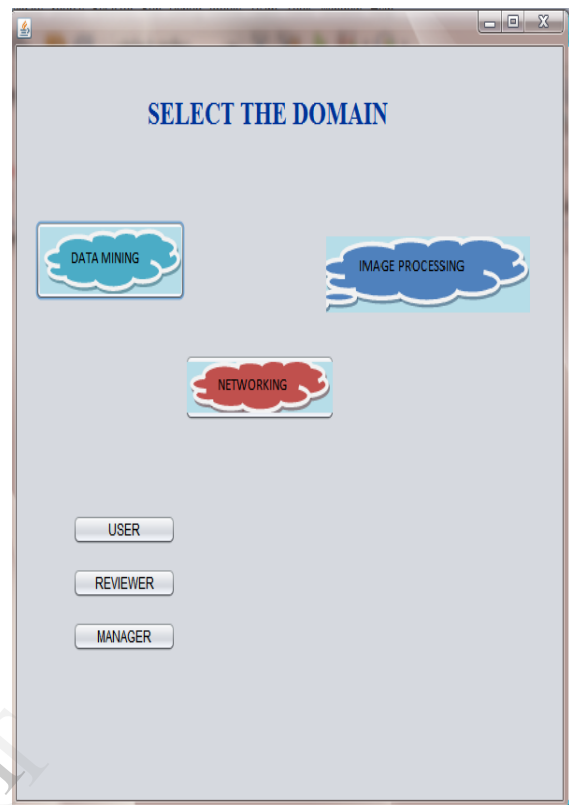 SELECT THE DOMAIN
DATA MINING
IMAGE PROCESSING
NETWORKING
USER
REVIEWER
MANAGER